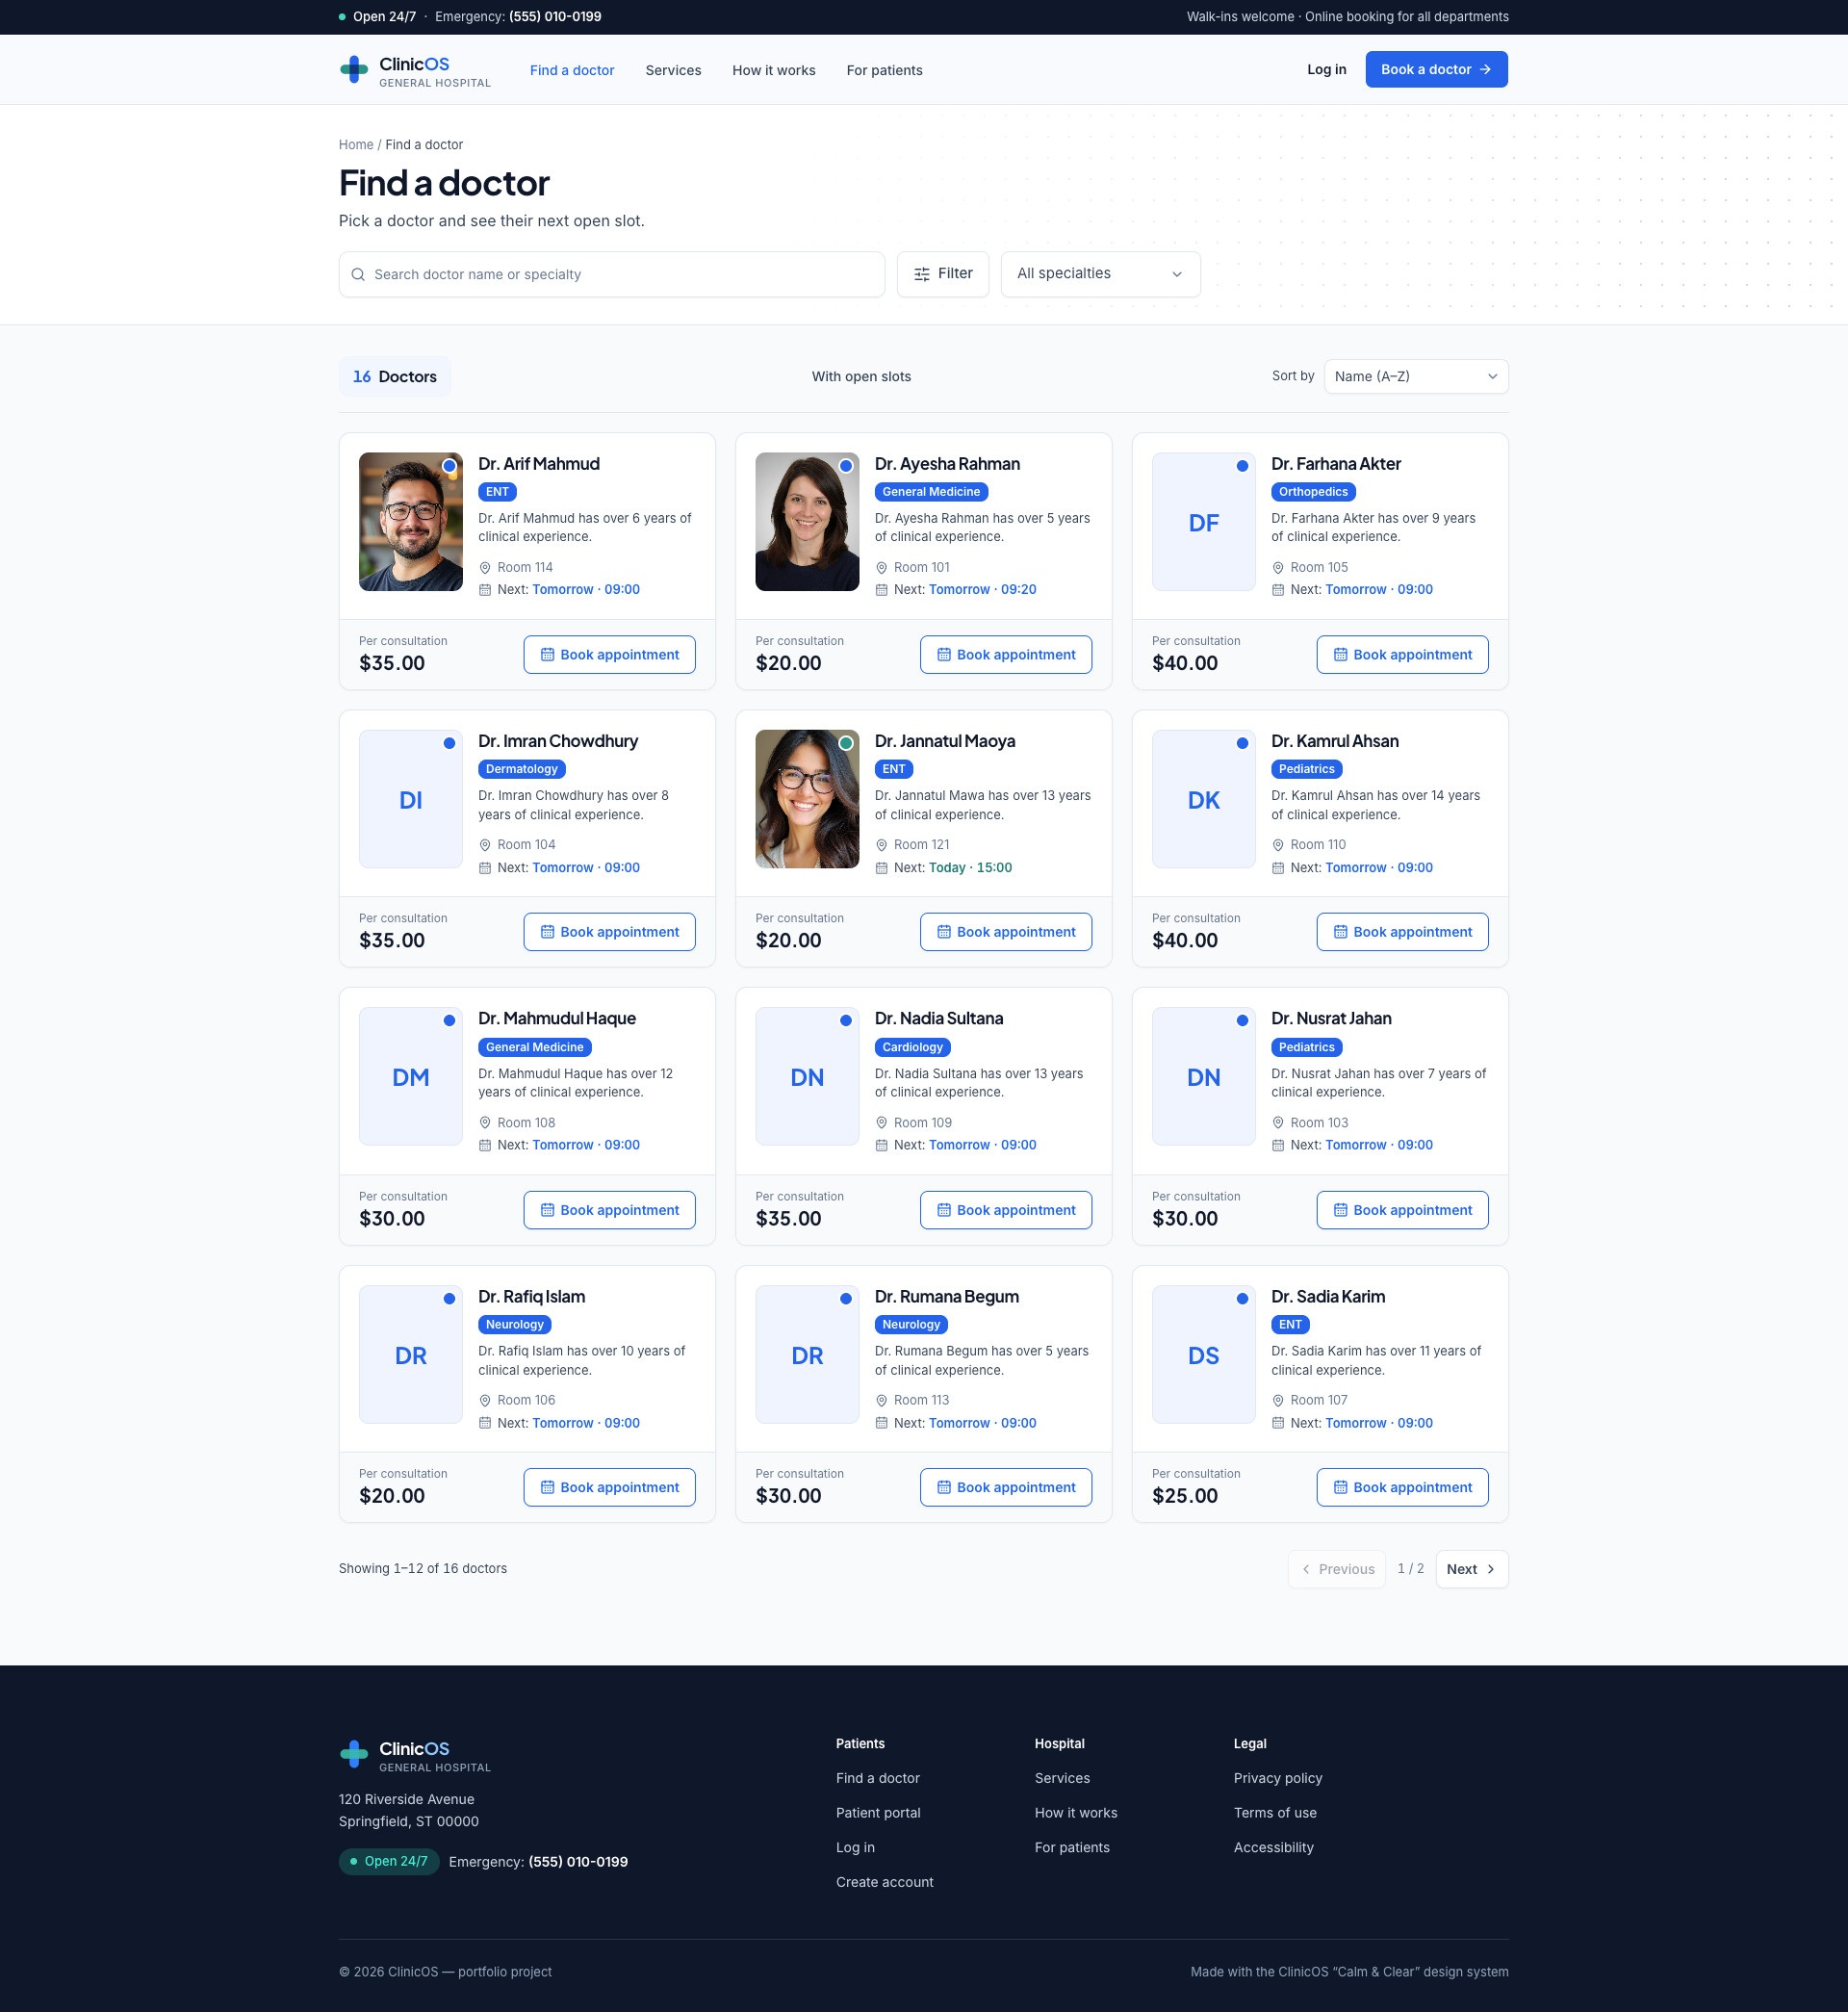 Open 24/7 · Emergency: (555) 010-0199
Walk-ins welcome · Online booking for all departments
ClinicOS
GENERAL HOSPITAL
Find a doctor
Services
How it works
For patients
Log in
Book a doctor
Home / Find a doctor
Find a doctor
Pick a doctor and see their next open slot.
Search doctor name or specialty
Filter
All specialties
16 Doctors
With open slots
Sort by
Name (A–Z)
Dr. Arif Mahmud
ENT
Dr. Arif Mahmud has over 6 years of
clinical experience.
Room 114
Next: Tomorrow · 09:00
Per consultation
$35.00
Book appointment
Dr. Ayesha Rahman
General Medicine
Dr. Ayesha Rahman has over 5 years
of clinical experience.
Room 101
Next: Tomorrow · 09:20
Per consultation
$20.00
Book appointment
DF
Dr. Farhana Akter
Orthopedics
Dr. Farhana Akter has over 9 years
of clinical experience.
Room 105
Next: Tomorrow · 09:00
Per consultation
$40.00
Book appointment
DI
Dr. Imran Chowdhury
Dermatology
Dr. Imran Chowdhury has over 8
years of clinical experience.
Room 104
Next: Tomorrow · 09:00
Per consultation
$35.00
Book appointment
Dr. Jannatul Maoya
ENT
Dr. Jannatul Mawa has over 13 years
of clinical experience.
Room 121
Next: Today · 15:00
Per consultation
$20.00
Book appointment
DK
Dr. Kamrul Ahsan
Pediatrics
Dr. Kamrul Ahsan has over 14 years
of clinical experience.
Room 110
Next: Tomorrow · 09:00
Per consultation
$40.00
Book appointment
DM
Dr. Mahmudul Haque
General Medicine
Dr. Mahmudul Haque has over 12
years of clinical experience.
Room 108
Next: Tomorrow · 09:00
Per consultation
$30.00
Book appointment
DN
Dr. Nadia Sultana
Cardiology
Dr. Nadia Sultana has over 13 years
of clinical experience.
Room 109
Next: Tomorrow · 09:00
Per consultation
$35.00
Book appointment
DN
Dr. Nusrat Jahan
Pediatrics
Dr. Nusrat Jahan has over 7 years of
clinical experience.
Room 103
Next: Tomorrow · 09:00
Per consultation
$30.00
Book appointment
DR
Dr. Rafiq Islam
Neurology
Dr. Rafiq Islam has over 10 years of
clinical experience.
Room 106
Next: Tomorrow · 09:00
Per consultation
$20.00
Book appointment
DR
Dr. Rumana Begum
Neurology
Dr. Rumana Begum has over 5 years
of clinical experience.
Room 113
Next: Tomorrow · 09:00
Per consultation
$30.00
Book appointment
DS
Dr. Sadia Karim
ENT
Dr. Sadia Karim has over 11 years of
clinical experience.
Room 107
Next: Tomorrow · 09:00
Per consultation
$25.00
Book appointment
Showing 1–12 of 16 doctors
Previous
1 / 2
Next
ClinicOS
GENERAL HOSPITAL
120 Riverside Avenue
Springfield, ST 00000
Open 24/7
Emergency: (555) 010-0199
Patients
Find a doctor
Patient portal
Log in
Create account
Hospital
Services
How it works
For patients
Legal
Privacy policy
Terms of use
Accessibility
© 2026 ClinicOS — portfolio project
Made with the ClinicOS “Calm & Clear” design system